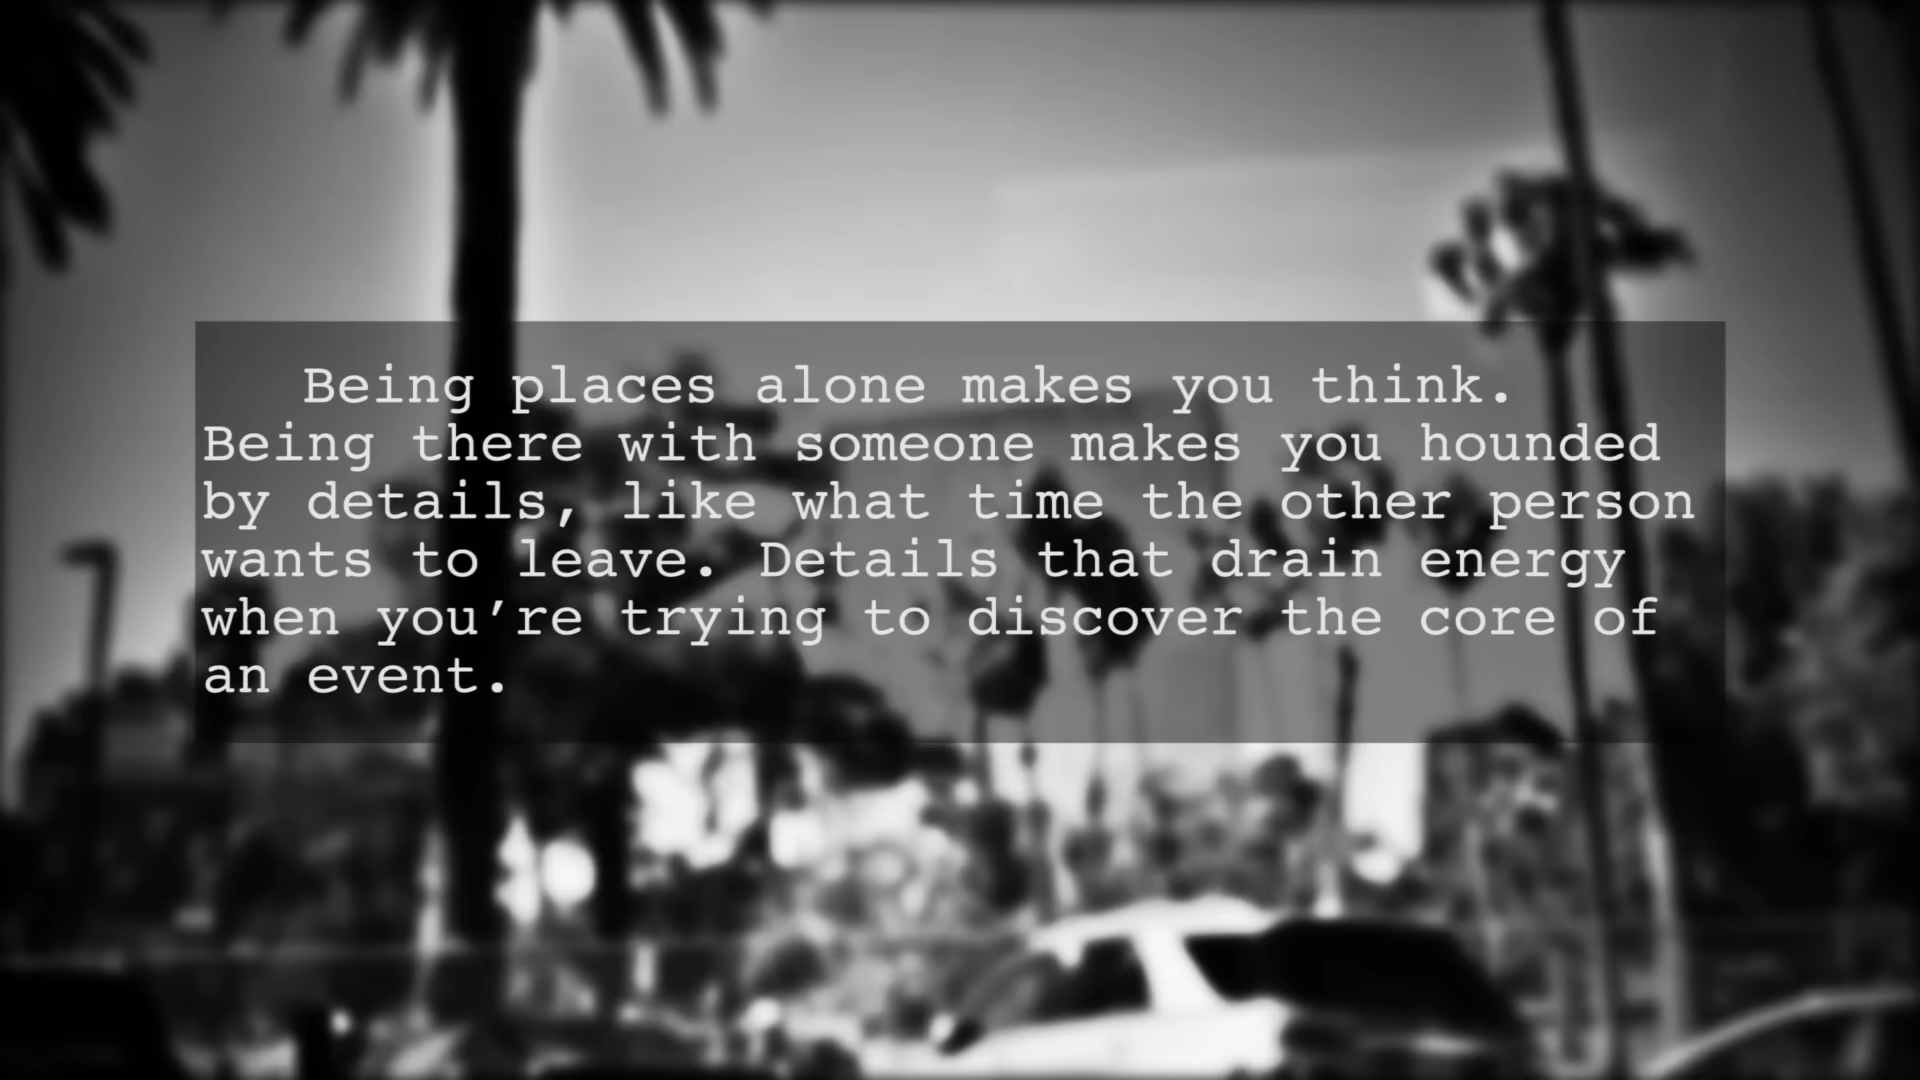 Being places alone makes you think.
Being there with someone makes you hounded
by details, like what time the other person
wants to leave. Details that drain energy
when you’re trying to discover the core of
an event.